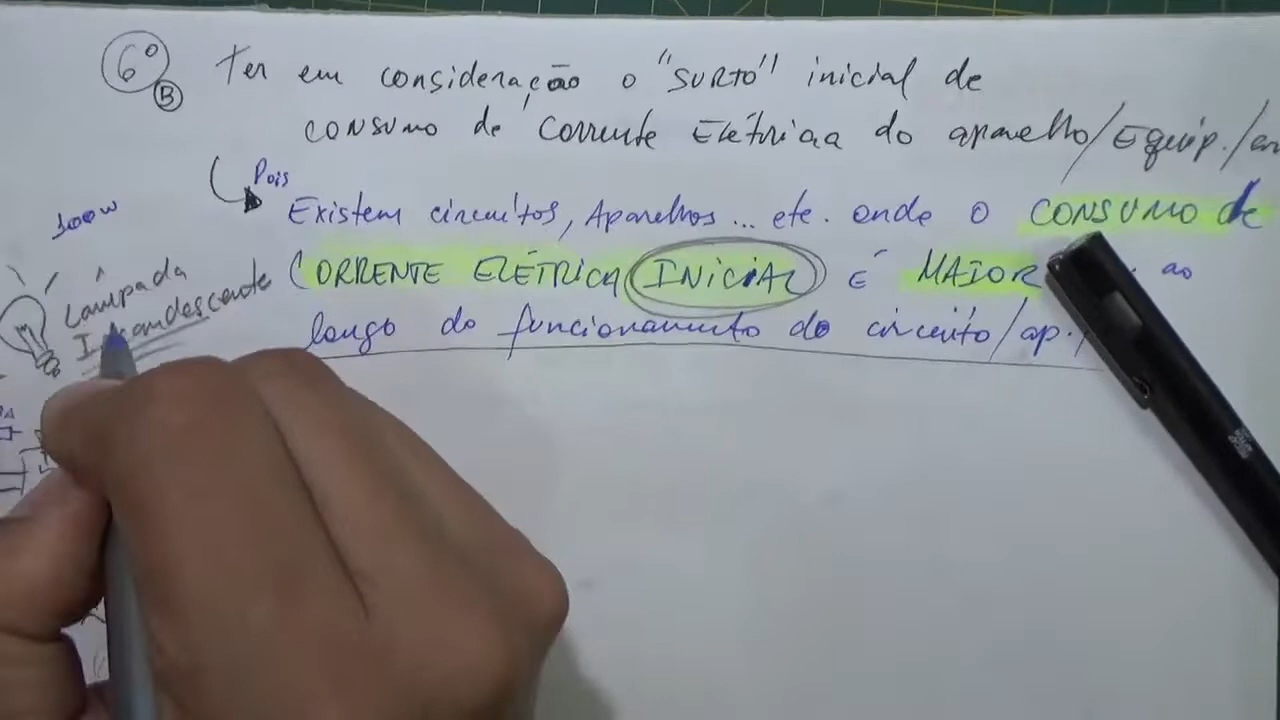 6º B Ter em consideração o "SURTO" inicial de
consumo de corrente Elétrica do aparelho/Equip./
Pois
Existem circuitos, Aparelhos... etc. onde o CONSUMO de
CORRENTE ELÉTRICA INICIAL É MAIOR ao
longo do funcionamento do circuito/ap./
100W
Lampada
Incandescente